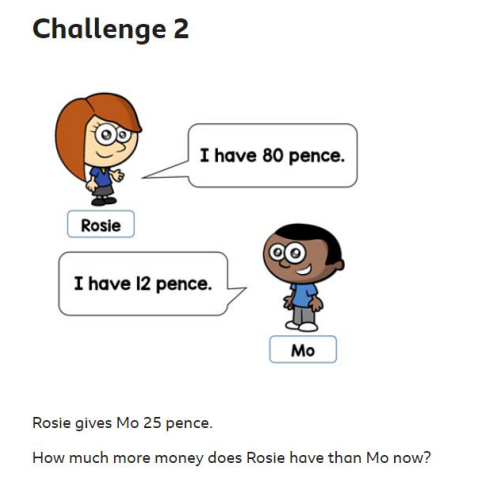 Challenge 2
I have 80 pence.
Rosie
I have 12 pence.
Mo
Rosie gives Mo 25 pence.
How much more money does Rosie have than Mo now?